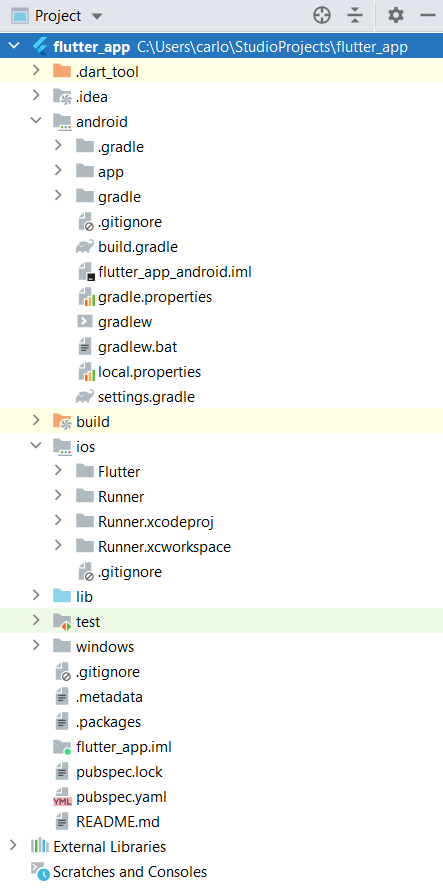 Project
flutter_app C:\Users\carlo\StudioProjects\flutter_app
.dart_tool
.idea
android
.gradle
app
gradle
.gitignore
build.gradle
flutter_app_android.iml
gradle.properties
gradlew
gradlew.bat
local.properties
settings.gradle
build
ios
Flutter
Runner
Runner.xcodeproj
Runner.xcworkspace
.gitignore
lib
test
windows
.gitignore
.metadata
.packages
flutter_app.iml
pubspec.lock
YML pubspec.yaml
README.md
External Libraries
Scratches and Consoles